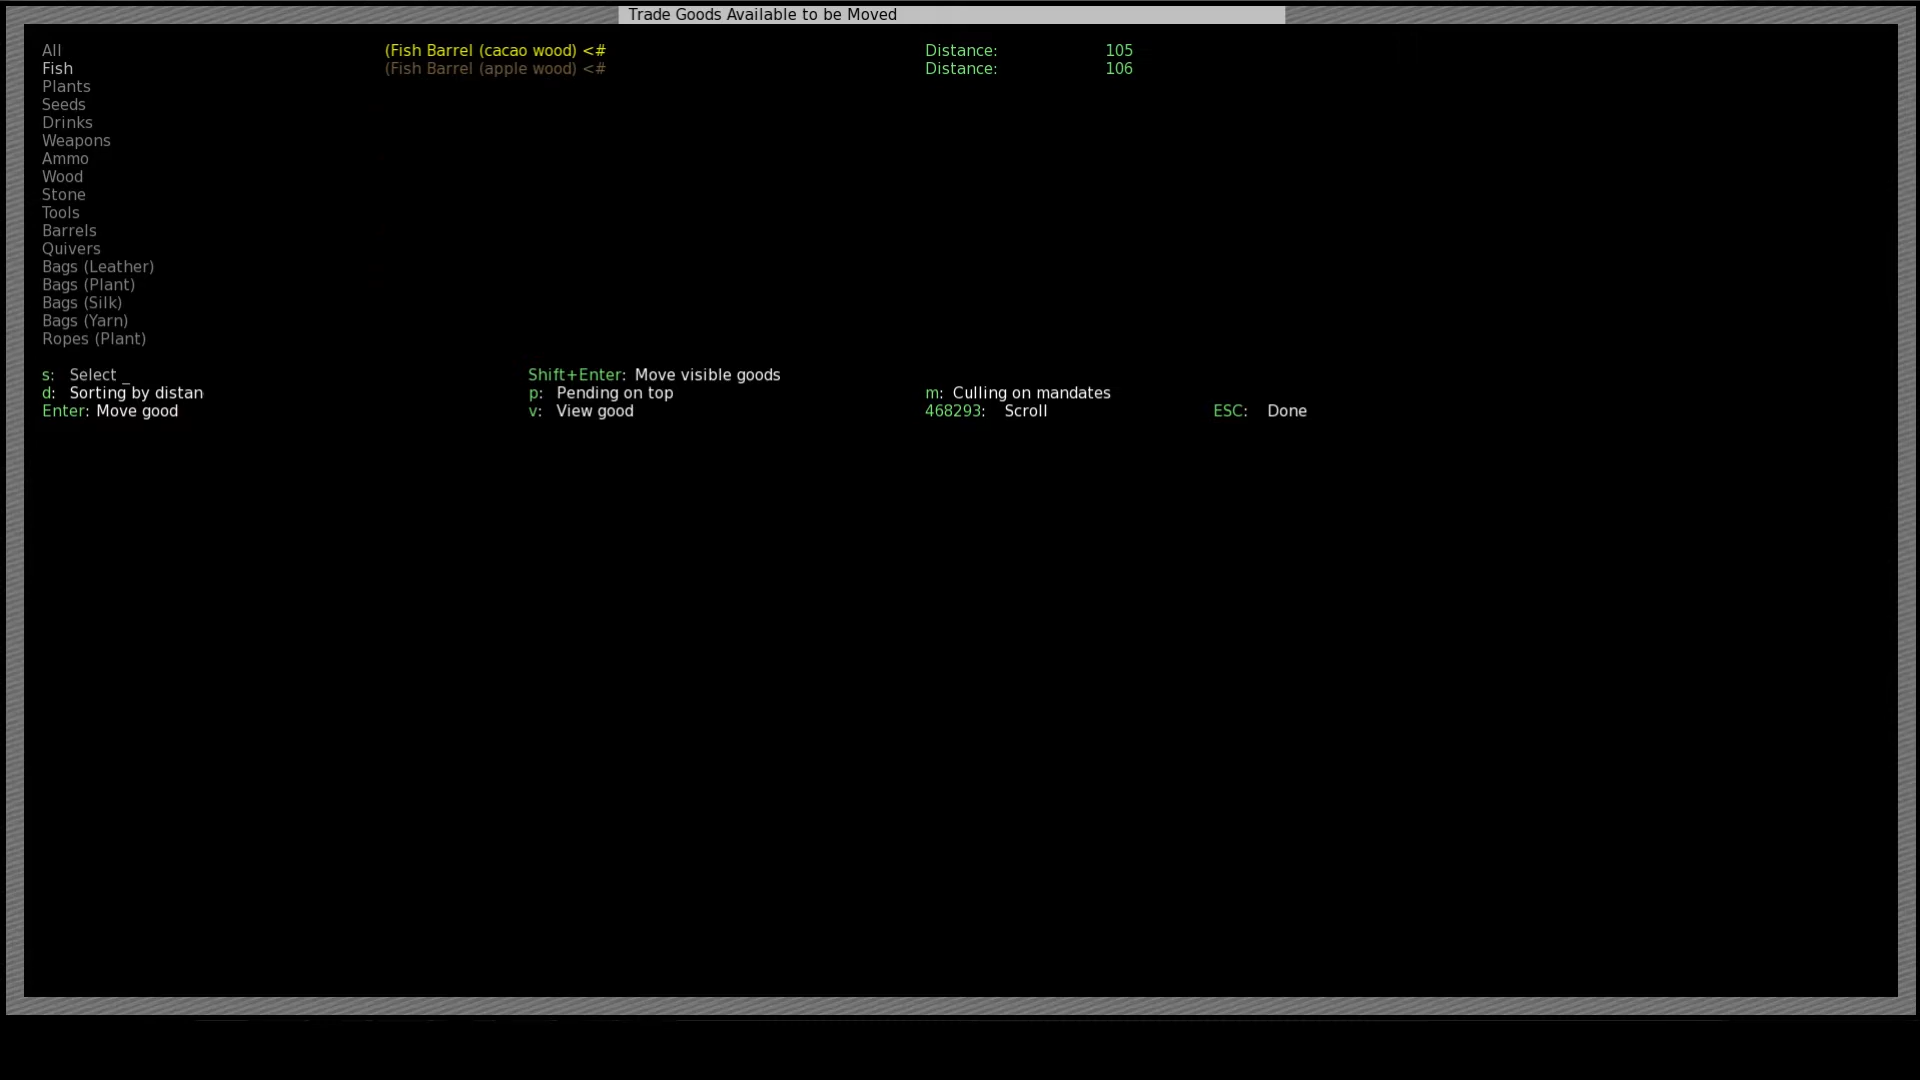 Trade Goods Available to be Moved
All (Fish Barrel (cacao wood) <# Distance: 105
Fish (Fish Barrel (apple wood) <# Distance: 106
Plants
Seeds
Drinks
Weapons
Ammo
Wood
Stone
Tools
Barrels
Quivers
Bags (Leather)
Bags (Plant)
Bags (Silk)
Bags (Yarn)
Ropes (Plant)
s: Select _ Shift+Enter: Move visible goods
d: Sorting by distan p: Pending on top m: Culling on mandates
Enter: Move good v: View good 468293: Scroll ESC: Done